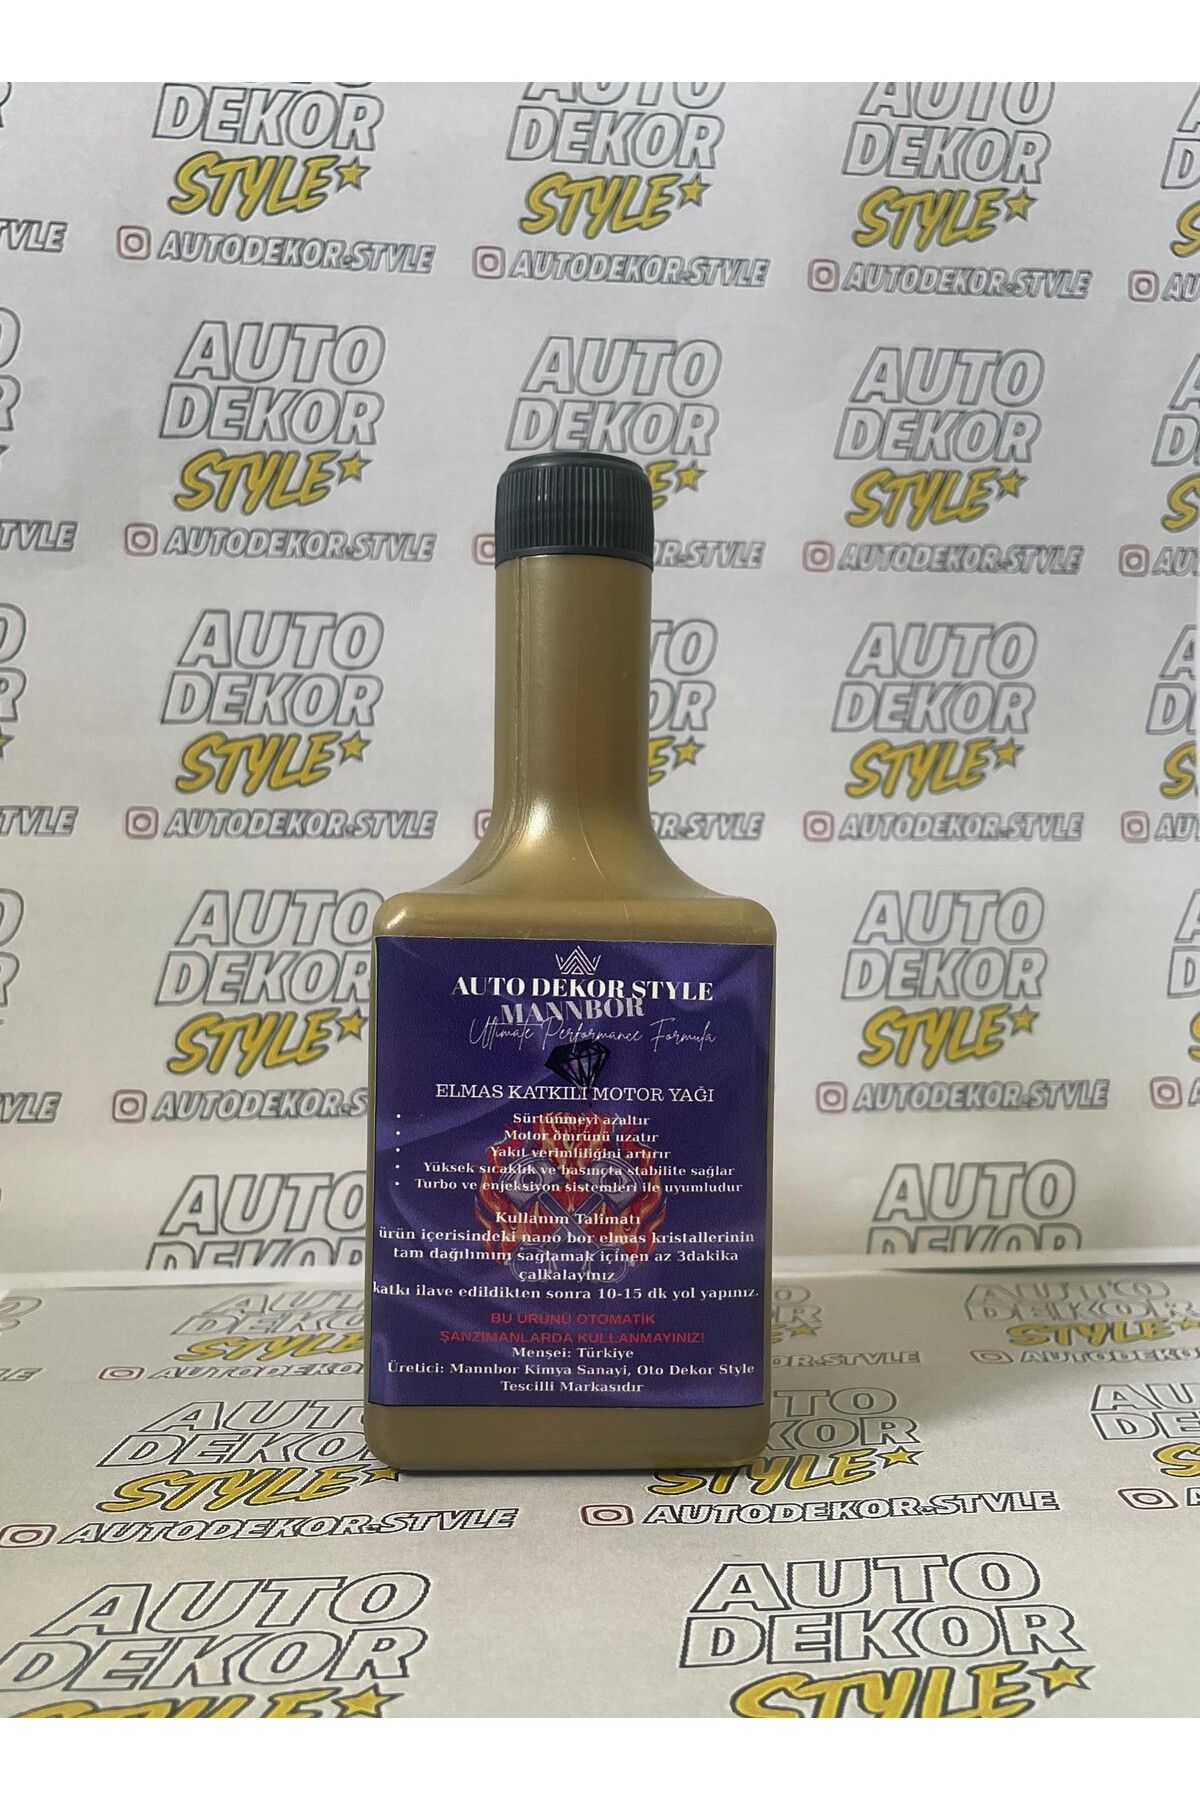 AUTO DEKOR STYLE
MANNBOR
Ultimate Performance Formula
ELMAS KATKILI MOTOR YAĞI
• Sürtünmeyi azaltır
• Motor ömrünü uzatır
• Yakıt verimliliğini artırır
• Yüksek sıcaklık ve basınçta stabilite sağlar
• Turbo ve enjeksiyon sistemleri ile uyumludur
Kullanım Talimatı
ürün içerisindeki nano bor elmas kristallerinin
tam dağılımını sağlamak içinen az 3dakika
çalkalayınız
katkı ilave edildikten sonra 10-15 dk yol yapınız.
BU ÜRÜNÜ OTOMATİK
ŞANZIMANLARDA KULLANMAYINIZ!
Menşei: Türkiye
Üretici: Mannbor Kimya Sanayi, Oto Dekor Style
Tescilli Markasıdır
AUTO
DEKOR
STYLE
AUTODEKOR.STYLE